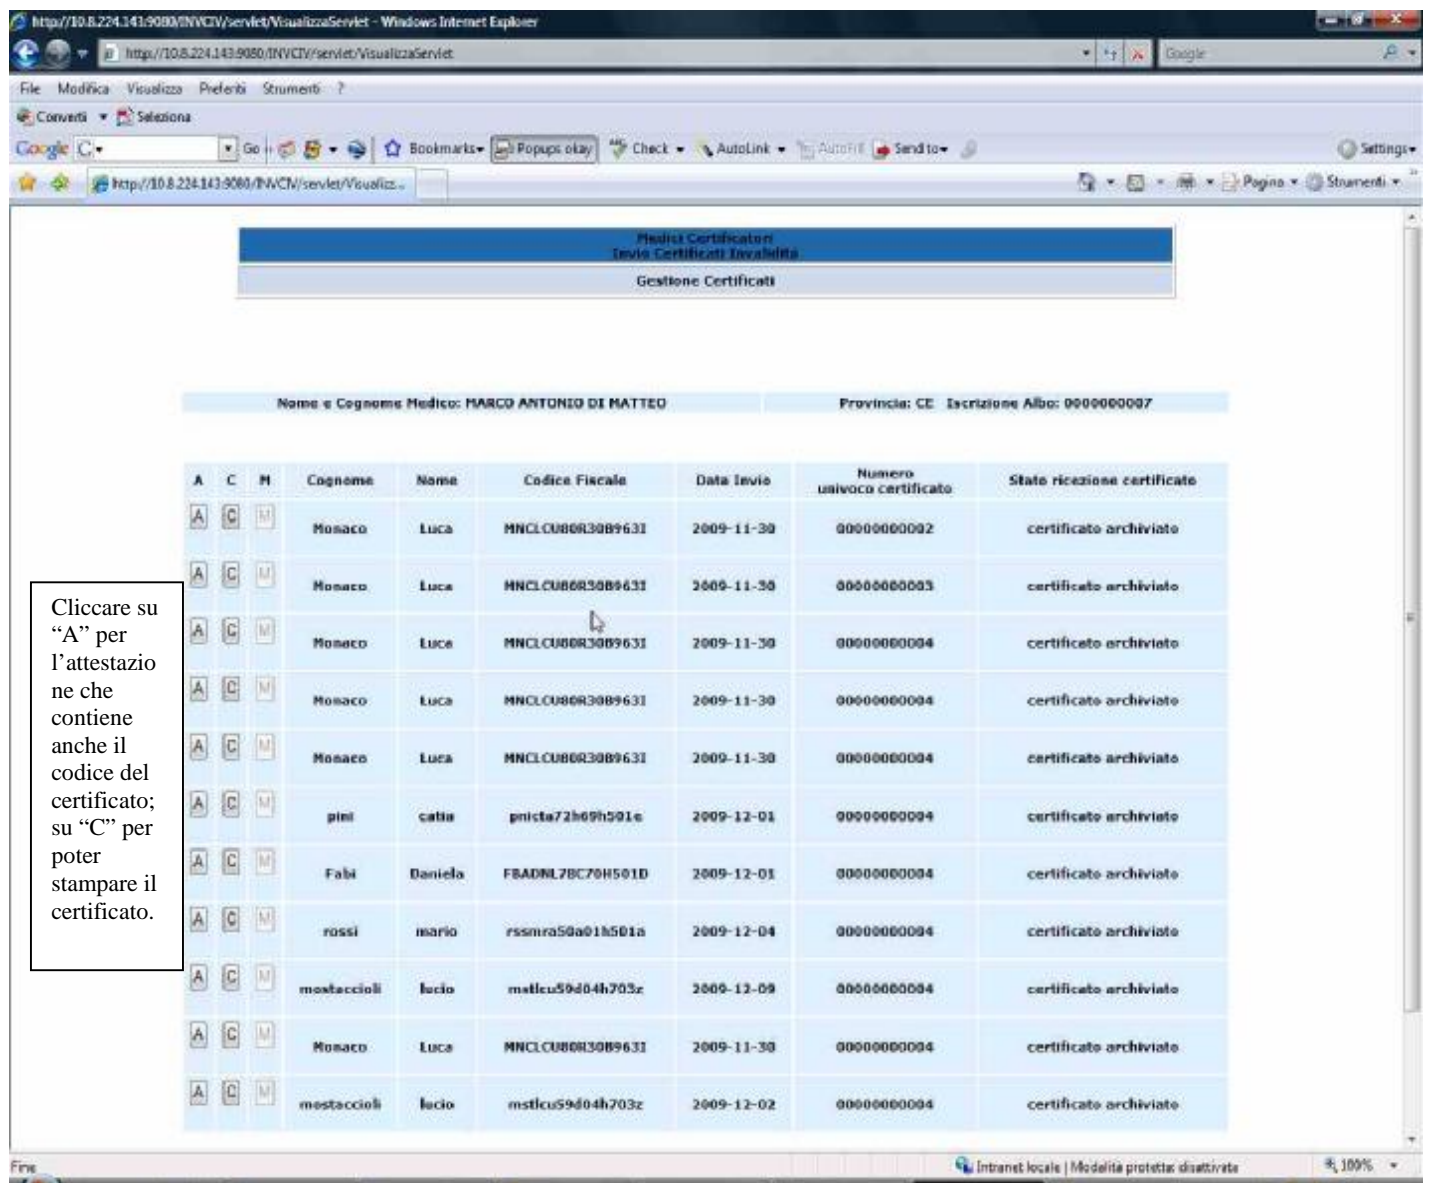 http://10.8.224.143:9080/INVCIV/servlet/VisualizzaServlet - Windows Internet Explorer
http://10.8.224.143:9080/INVCIV/servlet/VisualizzaServlet
Google
File Modifica Visualizza Preferiti Strumenti ?
Converti Seleziona
Google Go Bookmarks Popups okay Check AutoLink AutoFill Send to Settings
http://10.8.224.143:9080/INVCIV/servlet/Visualizz... Pagina Strumenti
Medici Certificatori
Invio Certificati Invalidità
Gestione Certificati
Nome e Cognome Medico: MARCO ANTONIO DI MATTEO Provincia: CE Iscrizione Albo: 0000000007
A C M Cognome Nome Codice Fiscale Data Invio Numero univoco certificato Stato ricezione certificato
A C M Monaco Luca MNCLCU80R30B963I 2009-11-30 00000000002 certificato archiviato
A C M Monaco Luca MNCLCU80R30B963I 2009-11-30 00000000003 certificato archiviato
A C M Monaco Luca MNCLCU80R30B963I 2009-11-30 00000000004 certificato archiviato
A C M Monaco Luca MNCLCU80R30B963I 2009-11-30 00000000004 certificato archiviato
A C M Monaco Luca MNCLCU80R30B963I 2009-11-30 00000000004 certificato archiviato
A C M pini catia pnicta72h69h501e 2009-12-01 00000000004 certificato archiviato
A C M Fabi Daniela FBADNL78C70H501D 2009-12-01 00000000004 certificato archiviato
A C M rossi mario rssmra50a01h501a 2009-12-04 00000000004 certificato archiviato
A C M mostaccioli lucio mstlcu59d04h703z 2009-12-09 00000000004 certificato archiviato
A C M Monaco Luca MNCLCU80R30B963I 2009-11-30 00000000004 certificato archiviato
A C M mostaccioli lucio mstlcu59d04h703z 2009-12-02 00000000004 certificato archiviato
Cliccare su
“A” per
l’attestazio
ne che
contiene
anche il
codice del
certificato;
su “C” per
poter
stampare il
certificato.
Fine Intranet locale | Modalità protetta: disattivata 100%